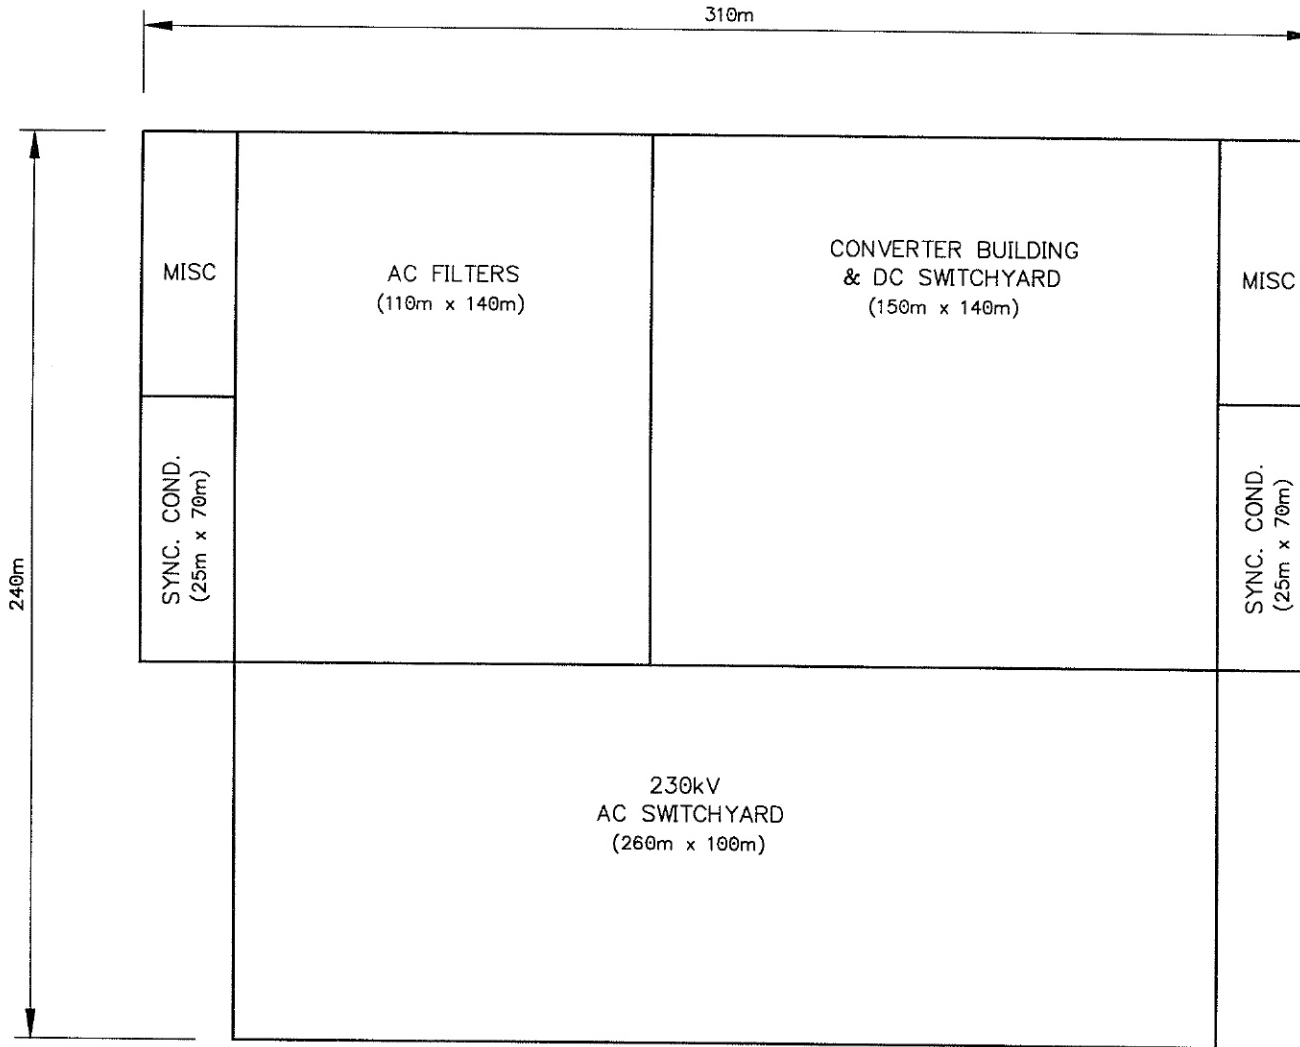 310m
MISC
AC FILTERS
(110m x 140m)
CONVERTER BUILDING
& DC SWITCHYARD
(150m x 140m)
MISC
SYNC. COND.
(25m x 70m)
SYNC. COND.
(25m x 70m)
240m
230kV
AC SWITCHYARD
(260m x 100m)